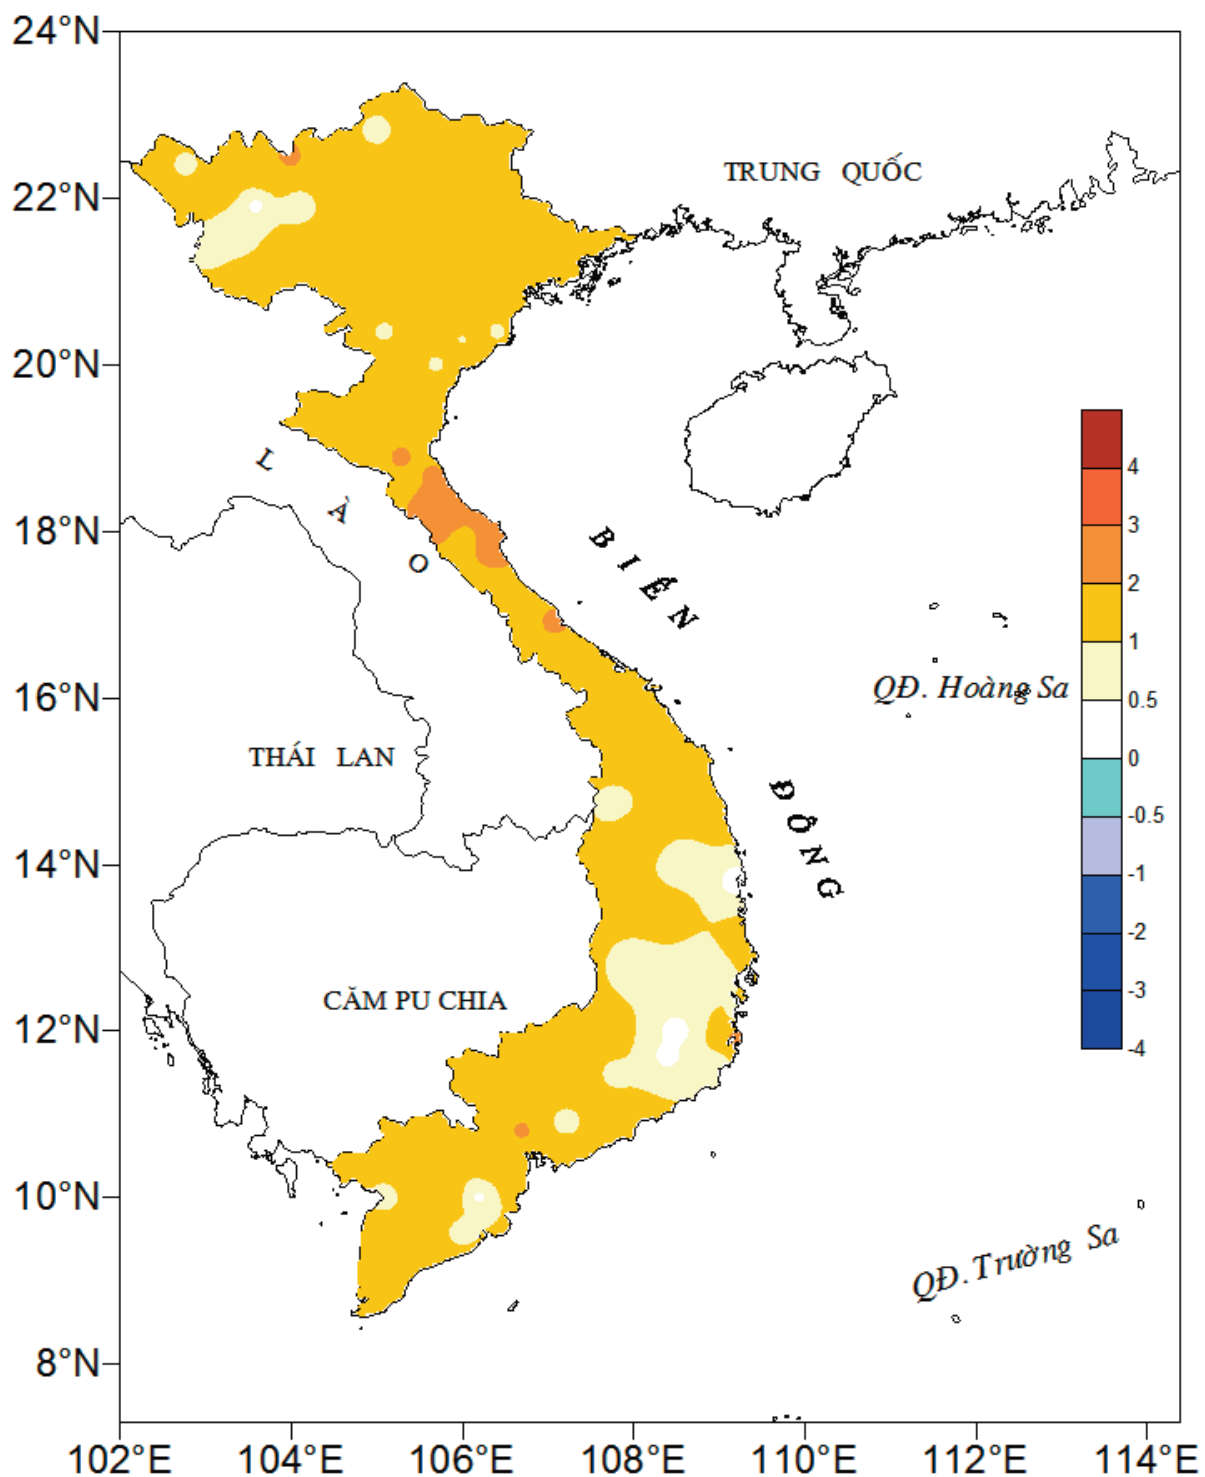 24°N
22°N
20°N
18°N
16°N
14°N
12°N
10°N
8°N
102°E 104°E 106°E 108°E 110°E 112°E 114°E
TRUNG QUỐC
L À O
BIỂN
ĐÔNG
QĐ. Hoàng Sa
THÁI LAN
CĂM PU CHIA
QĐ. Trường Sa
4
3
2
1
0.5
0
-0.5
-1
-2
-3
-4